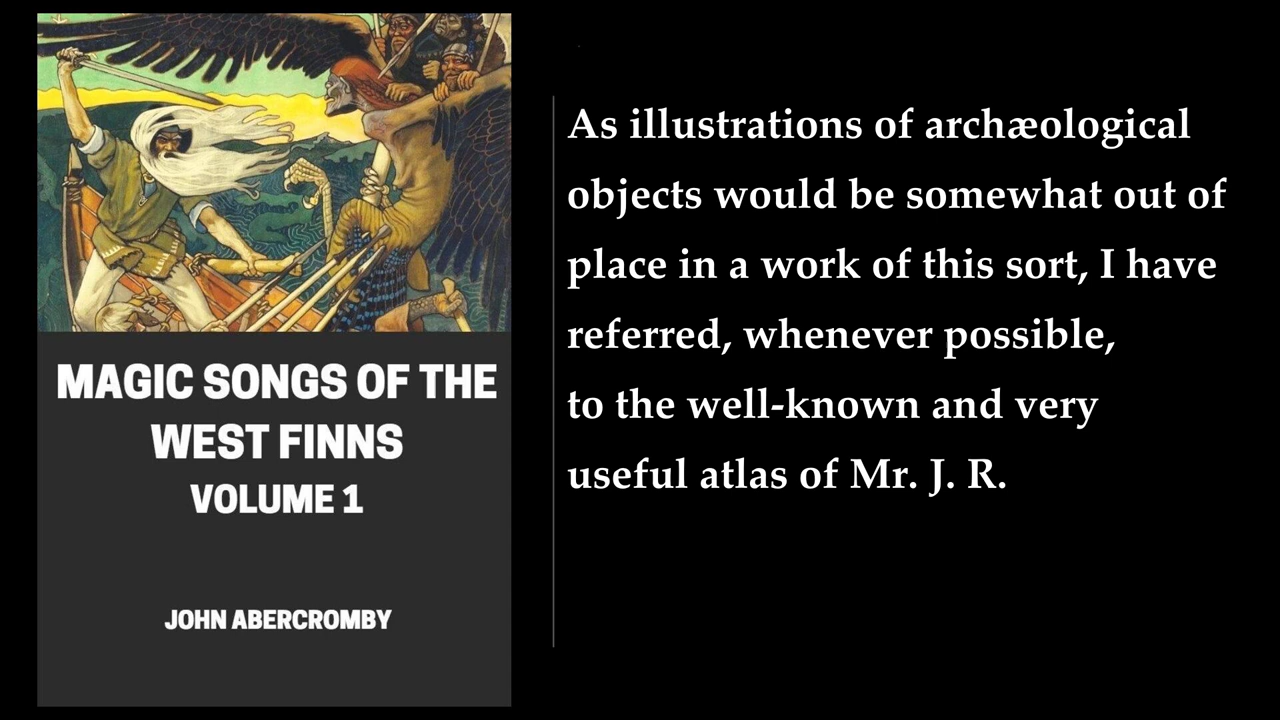 MAGIC SONGS OF THE
WEST FINNS
VOLUME 1
JOHN ABERCROMBY
As illustrations of archæological
objects would be somewhat out of
place in a work of this sort, I have
referred, whenever possible,
to the well-known and very
useful atlas of Mr. J. R.